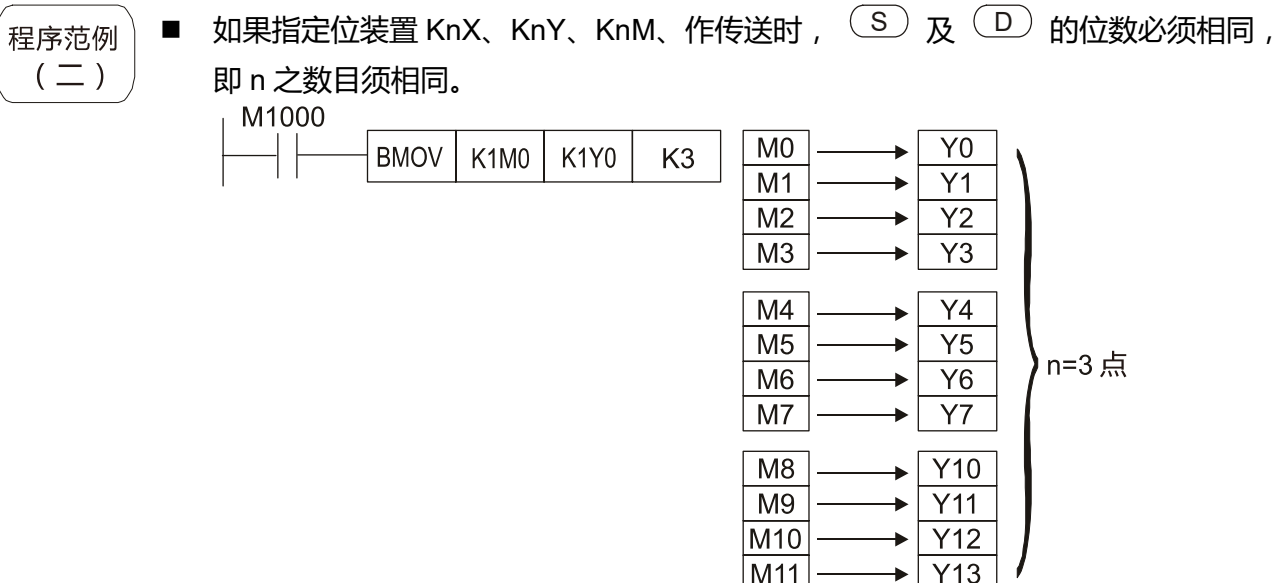 程序范例
（二）
■ 如果指定位装置 KnX、KnY、KnM、作传送时， S 及 D 的位数必须相同，
即 n 之数目须相同。
M1000
BMOV K1M0 K1Y0 K3
M0 Y0
M1 Y1
M2 Y2
M3 Y3
M4 Y4
M5 Y5
M6 Y6
M7 Y7
n=3 点
M8 Y10
M9 Y11
M10 Y12
M11 Y13